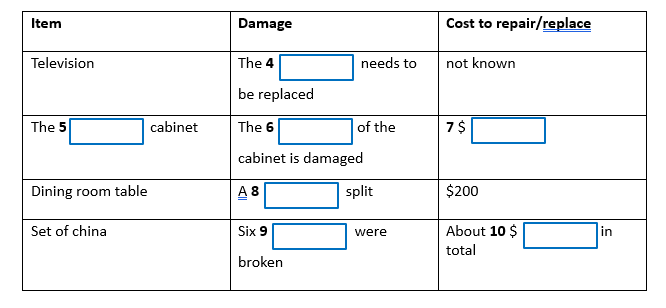 Item Damage Cost to repair/replace
Television The 4 needs to not known
be replaced
The 5 cabinet The 6 of the 7 $
cabinet is damaged
Dining room table A 8 split $200
Set of china Six 9 were About 10 $ in
broken total